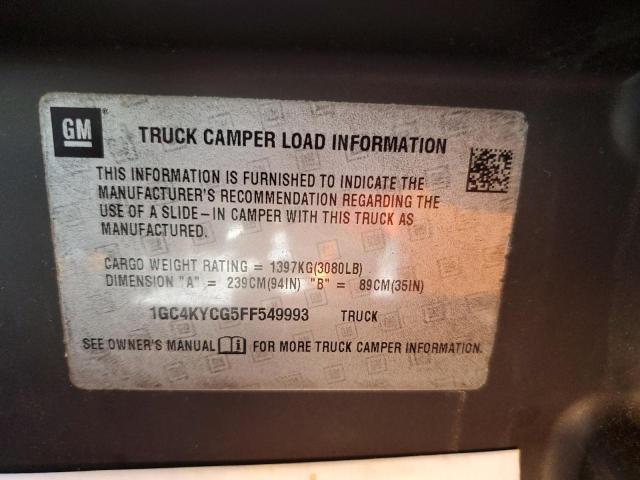 GM
TRUCK CAMPER LOAD INFORMATION
THIS INFORMATION IS FURNISHED TO INDICATE THE
MANUFACTURER'S RECOMMENDATION REGARDING THE
USE OF A SLIDE-IN CAMPER WITH THIS TRUCK AS
MANUFACTURED.
CARGO WEIGHT RATING = 1397KG(3080LB)
DIMENSION "A" = 239CM(94IN) "B" = 89CM(35IN)
1GC4KYCG5FF549993 TRUCK
SEE OWNER'S MANUAL FOR MORE TRUCK CAMPER INFORMATION.